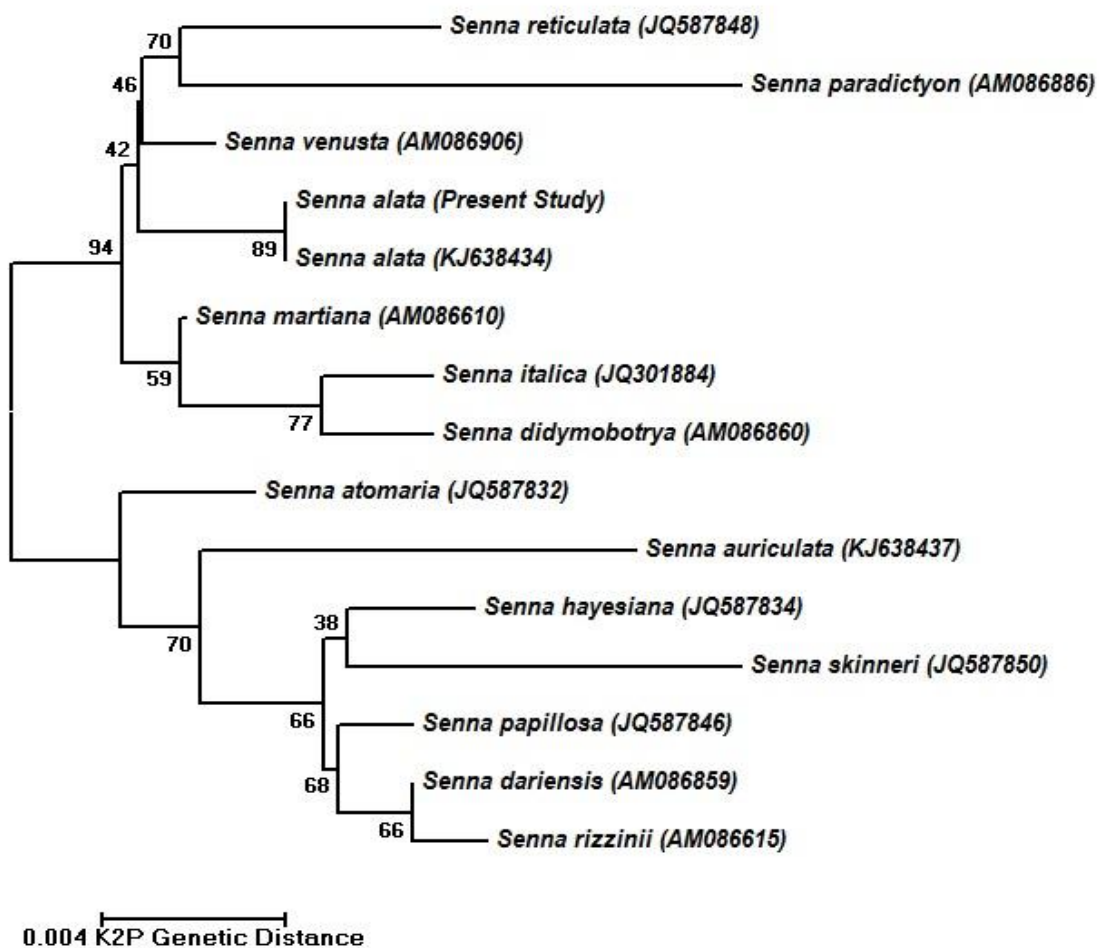 70
Senna reticulata (JQ587848)
Senna paradictyon (AM086886)
46
Senna venusta (AM086906)
42
Senna alata (Present Study)
94
89
Senna alata (KJ638434)
Senna martiana (AM086610)
59
Senna italica (JQ301884)
77
Senna didymobotrya (AM086860)
Senna atomaria (JQ587832)
Senna auriculata (KJ638437)
70
38
Senna hayesiana (JQ587834)
Senna skinneri (JQ587850)
66
Senna papillosa (JQ587846)
68
Senna dariensis (AM086859)
66
Senna rizzinii (AM086615)
0.004 K2P Genetic Distance